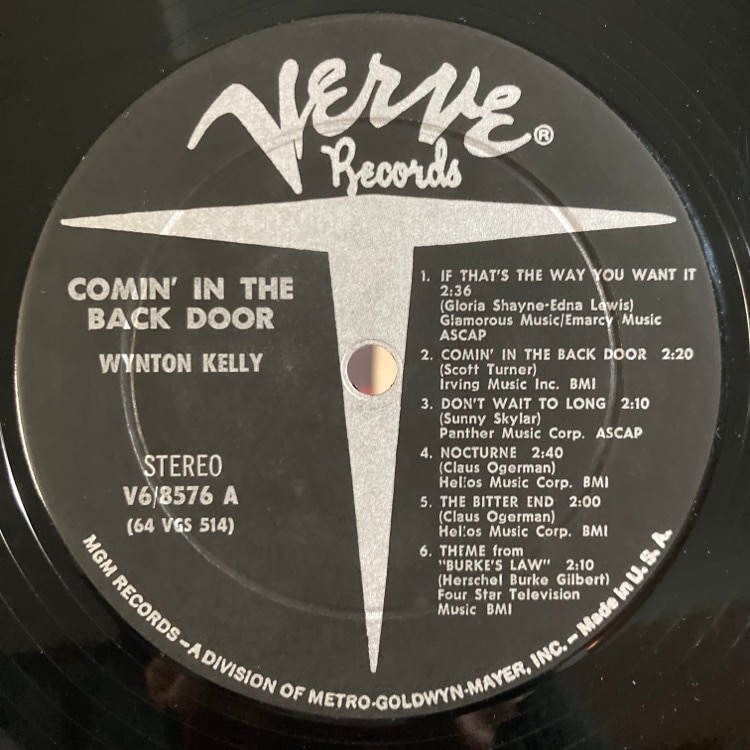 VERVE®
Records
COMIN' IN THE
BACK DOOR
WYNTON KELLY
STEREO
V6/8576 A
(64 VGS 514)
1. IF THAT'S THE WAY YOU WANT IT
2:36
(Gloria Shayne-Edna Lewis)
Glamorous Music/Emarcy Music
ASCAP
2. COMIN' IN THE BACK DOOR 2:20
(Scott Turner)
Irving Music Inc. BMI
3. DON'T WAIT TO LONG 2:10
(Sunny Skylar)
Panther Music Corp. ASCAP
4. NOCTURNE 2:40
(Claus Ogerman)
Helios Music Corp. BMI
5. THE BITTER END 2:00
(Claus Ogerman)
Helios Music Corp. BMI
6. THEME from
"BURKE'S LAW" 2:10
(Herschel Burke Gilbert)
Four Star Television
Music BMI
MGM RECORDS–A DIVISION OF METRO-GOLDWYN-MAYER, INC.–Made in U.S.A.